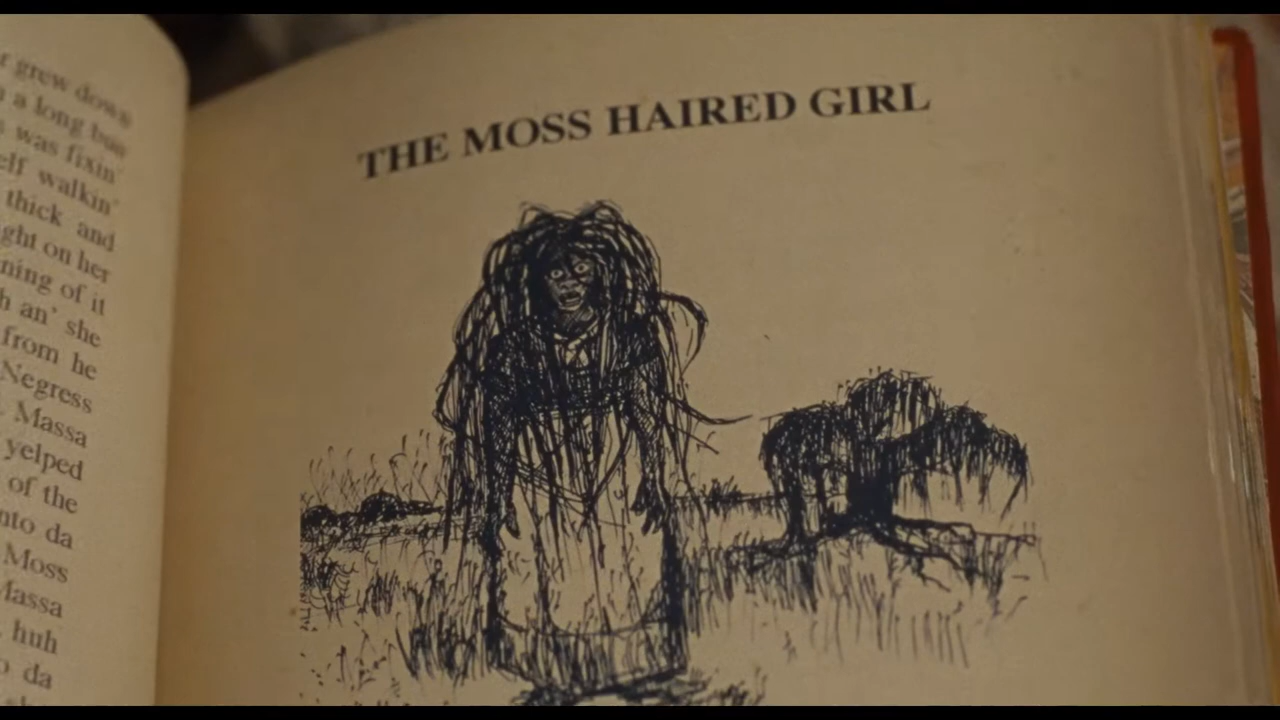 r grew down
a long
was fixin'
elf walkin'
thick and
ght on her
ning of it
h an' she
from he
Negress
Massa
yelped
of the
nto da
Moss
Massa
huh
o da
THE MOSS HAIRED GIRL